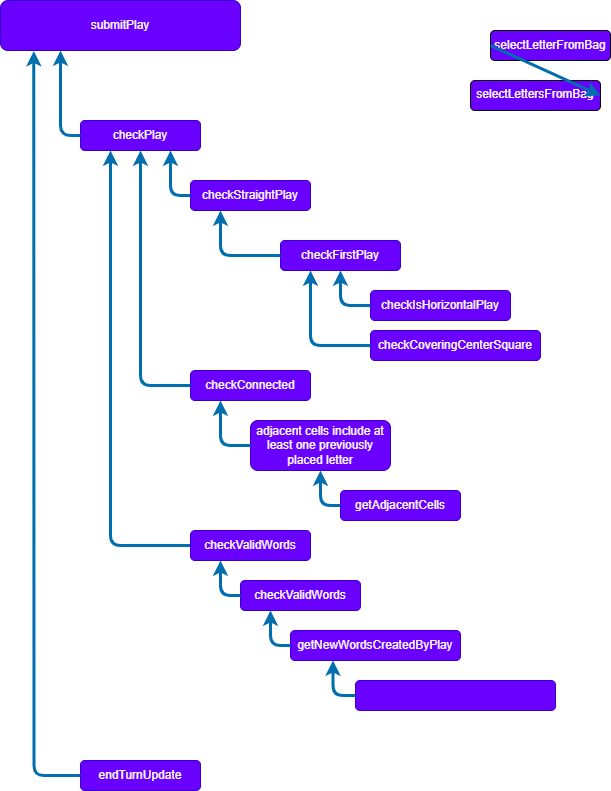 submitPlay
selectLetterFromBag
selectLettersFromBag
checkPlay
checkStraightPlay
checkFirstPlay
checkIsHorizontalPlay
checkCoveringCenterSquare
checkConnected
adjacent cells include at
least one previously
placed letter
getAdjacentCells
checkValidWords
checkValidWords
getNewWordsCreatedByPlay
endTurnUpdate